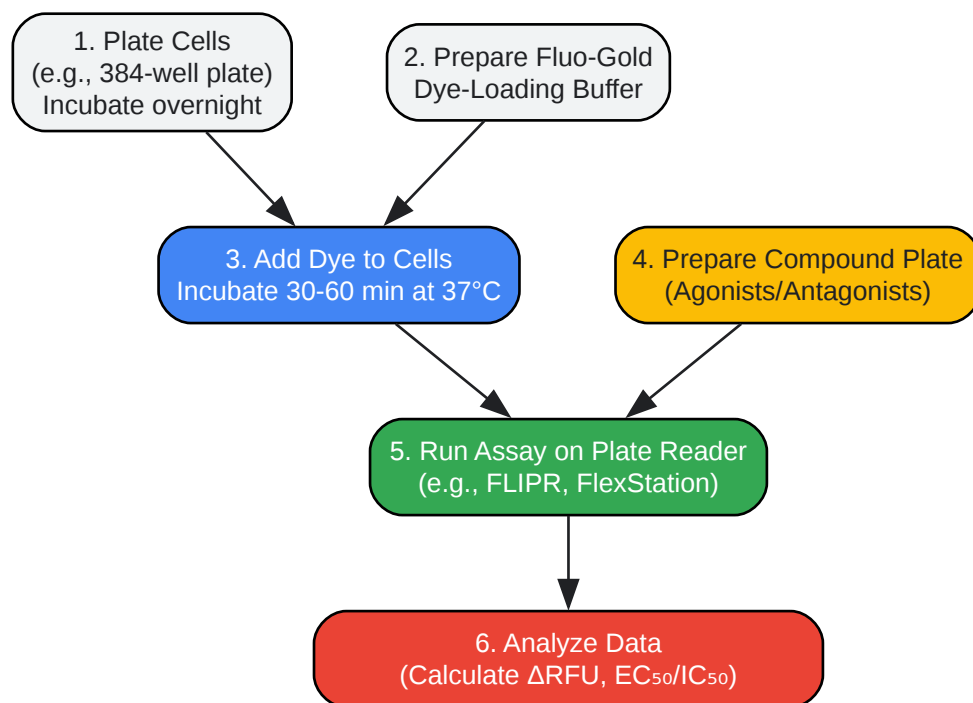 1. Plate Cells
(e.g., 384-well plate)
Incubate overnight
2. Prepare Fluo-Gold
Dye-Loading Buffer
3. Add Dye to Cells
Incubate 30-60 min at 37°C
4. Prepare Compound Plate
(Agonists/Antagonists)
5. Run Assay on Plate Reader
(e.g., FLIPR, FlexStation)
6. Analyze Data
(Calculate ΔRFU, EC₅₀/IC₅₀)